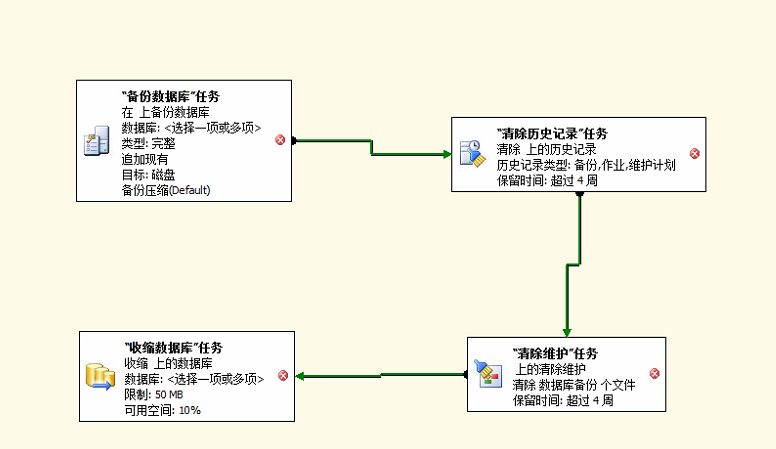 “备份数据库”任务
在 上备份数据库
数据库: <选择一项或多项>
类型: 完整
追加现有
目标: 磁盘
备份压缩(Default)
“清除历史记录”任务
清除 上的历史记录
历史记录类型: 备份,作业,维护计划
保留时间: 超过 4 周
“收缩数据库”任务
收缩 上的数据库
数据库: <选择一项或多项>
限制: 50 MB
可用空间: 10%
“清除维护”任务
上的清除维护
清除 数据库备份 个文件
保留时间: 超过 4 周